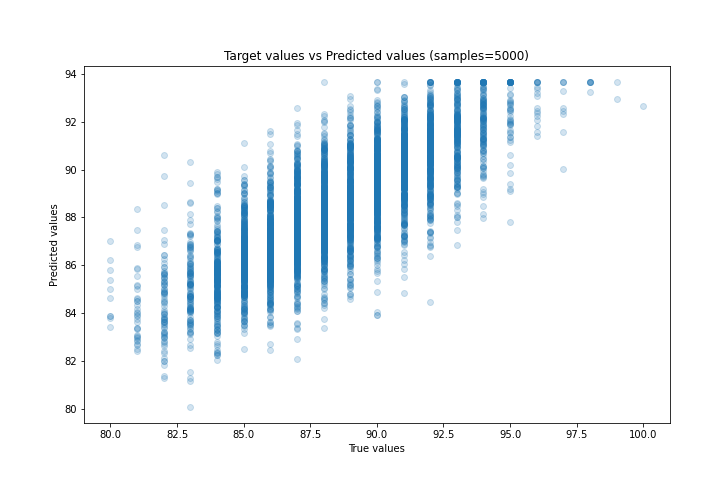 Target values vs Predicted values (samples=5000)
94
92
90
88
86
84
82
80
Predicted values
80.0 82.5 85.0 87.5 90.0 92.5 95.0 97.5 100.0
True values